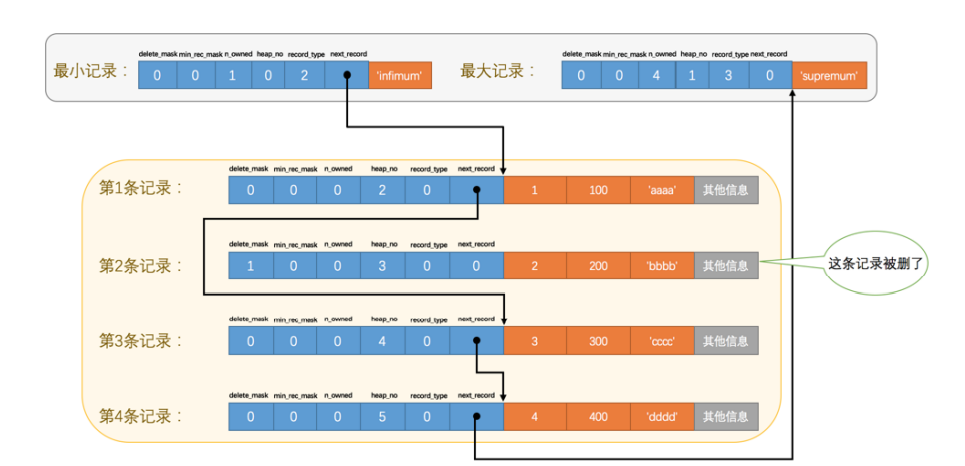 delete_mask min_rec_mask n_owned heap_no record_type next_record
最小记录： 0 0 1 0 2 'infimum'
delete_mask min_rec_mask n_owned heap_no record_type next_record
最大记录： 0 0 4 1 3 0 'supremum'
delete_mask min_rec_mask n_owned heap_no record_type next_record
第1条记录： 0 0 0 2 0 1 100 'aaaa' 其他信息
delete_mask min_rec_mask n_owned heap_no record_type next_record
第2条记录： 1 0 0 3 0 0 2 200 'bbbb' 其他信息
这条记录被删了
delete_mask min_rec_mask n_owned heap_no record_type next_record
第3条记录： 0 0 0 4 0 3 300 'cccc' 其他信息
delete_mask min_rec_mask n_owned heap_no record_type next_record
第4条记录： 0 0 0 5 0 4 400 'dddd' 其他信息